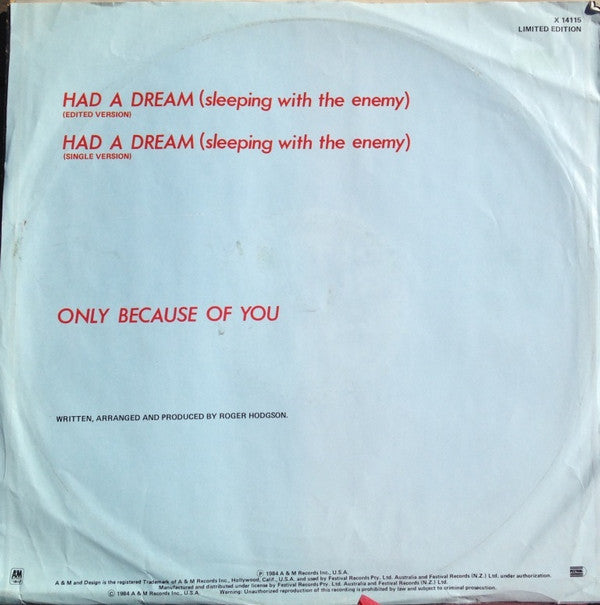 X 14115
LIMITED EDITION
HAD A DREAM (sleeping with the enemy)
(EDITED VERSION)
HAD A DREAM (sleeping with the enemy)
(SINGLE VERSION)
ONLY BECAUSE OF YOU
WRITTEN, ARRANGED AND PRODUCED BY ROGER HODGSON.
℗ 1984 A & M Records Inc., U.S.A.
A & M and Design is the registered Trademark of A & M Records Inc., Hollywood, Calif., U.S.A. and used by Festival Records Pty. Ltd. Australia and Festival Records (N.Z.) Ltd. under authorization.
Manufactured and distributed under license by Festival Records Pty. Ltd. Australia and Festival Records (N.Z.) Ltd.
© 1984 A & M Records Inc., U.S.A. Warning: Unauthorized reproduction of this recording is prohibited by law and subject to criminal prosecution.
A&M